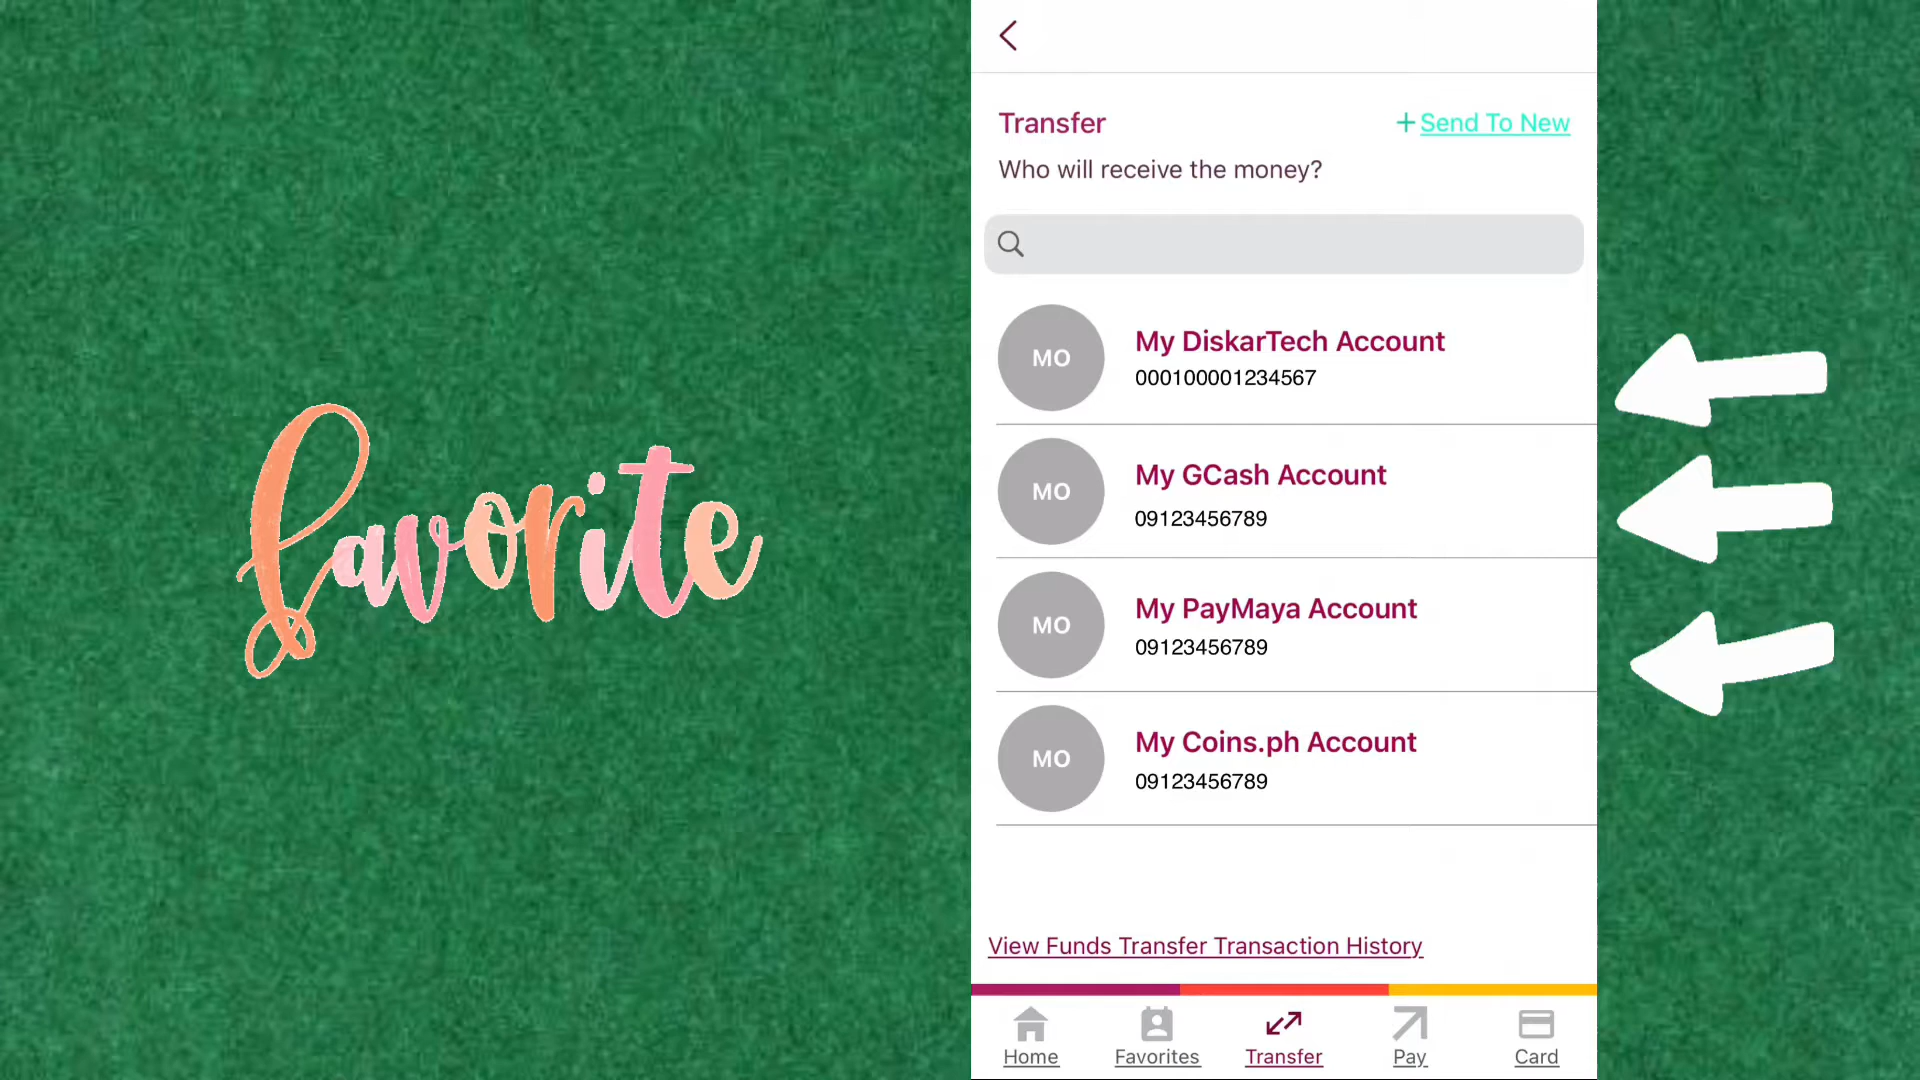 favorite
Transfer
+ Send To New
Who will receive the money?
MO
My DiskarTech Account
000100001234567
MO
My GCash Account
09123456789
MO
My PayMaya Account
09123456789
MO
My Coins.ph Account
09123456789
View Funds Transfer Transaction History
Home
Favorites
Transfer
Pay
Card